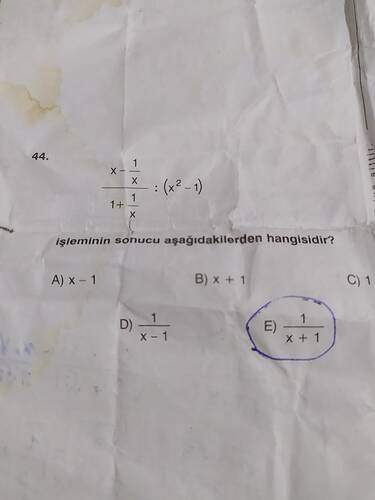 44.
x - 1/x
─────── : (x² - 1)
1 + 1/x
işleminin sonucu aşağıdakilerden hangisidir?
A) x - 1 B) x + 1 C) 1
D) 1/(x - 1) E) 1/(x + 1)